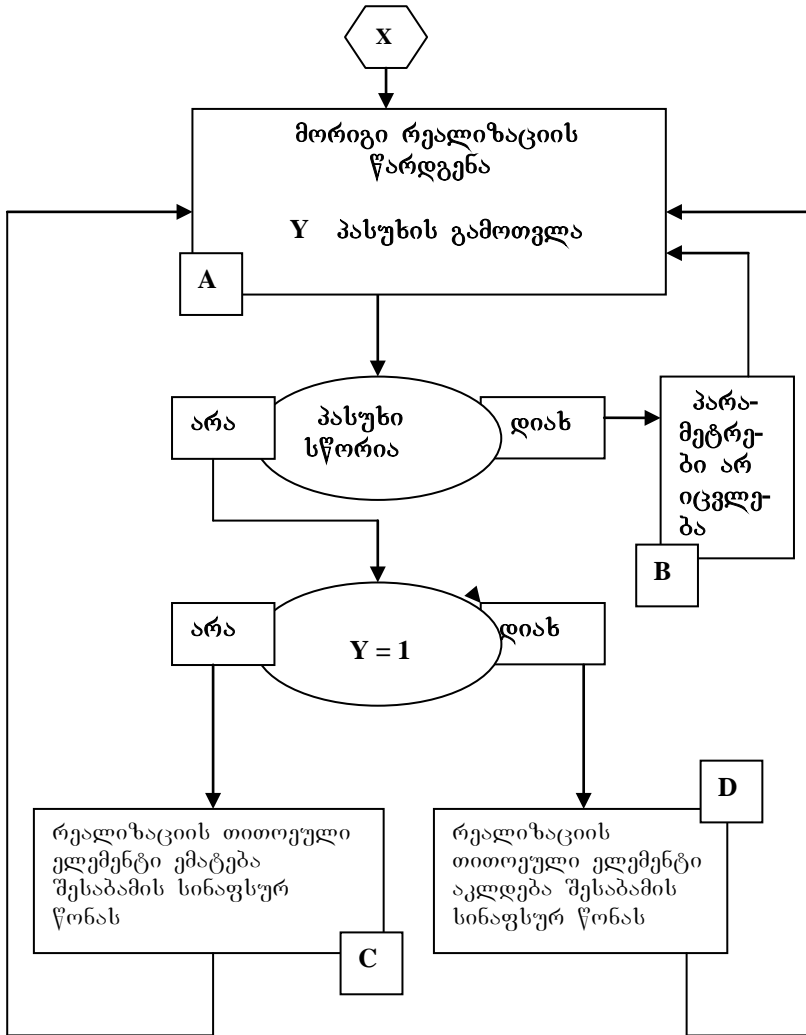 X
მორიგი რეალიზაციის
წარდგენა
Y პასუხის გამოთვლა
A
არა
პასუხი
სწორია
დიახ
პარა-
მეტრე-
ბი არ
იცვლე-
ბა
B
არა
Y = 1
დიახ
D
რეალიზაციის თითოეული
ელემენტი ემატება
შესაბამის სინაფსურ
წონას
C
რეალიზაციის
თითოეული ელემენტი
აკლდება შესაბამის
სინაფსურ წონას